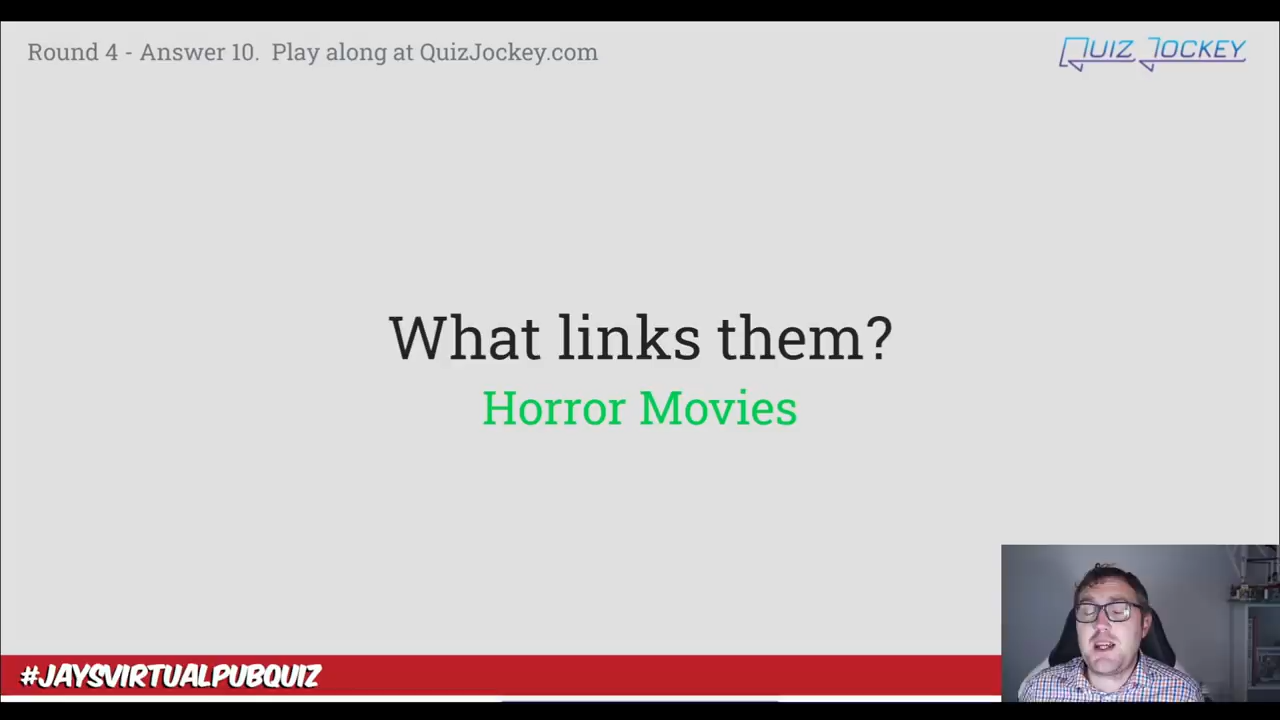 Round 4 - Answer 10. Play along at QuizJockey.com
QUIZ JOCKEY
What links them?
Horror Movies
#JAYSVIRTUALPUBQUIZ